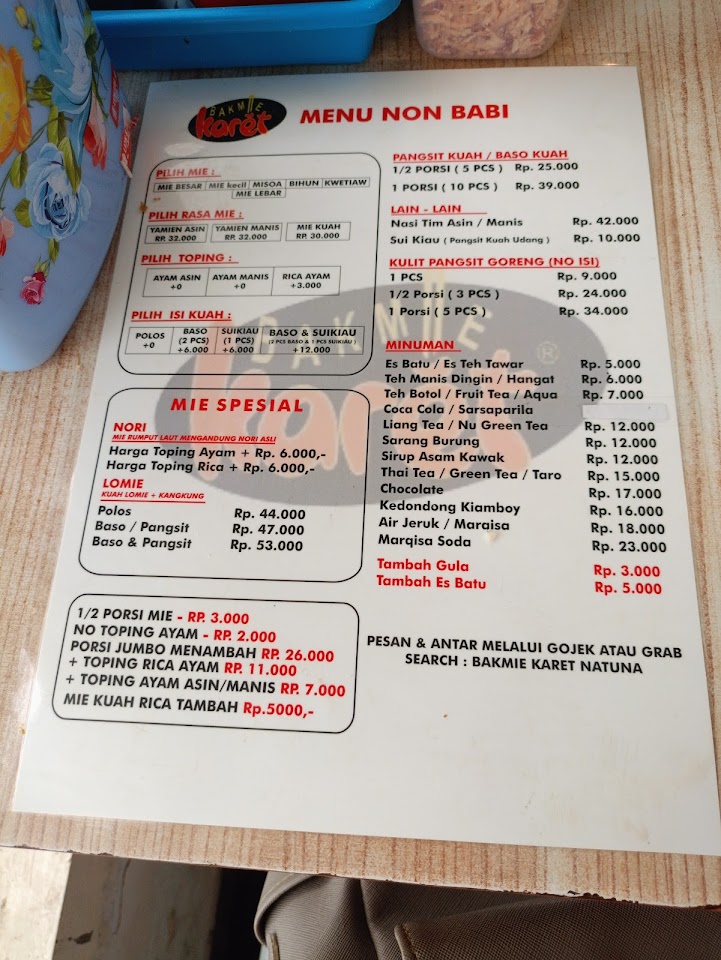 BAKMIE
Karet
MENU NON BABI
PILIH MIE :
MIE BESAR MIE kecil MISOA BIHUN KWETIAW
MIE LEBAR
PILIH RASA MIE :
YAMIEN ASIN YAMIEN MANIS MIE KUAH
RP. 32.000 RP. 32.000 RP. 30.000
PILIH TOPING :
AYAM ASIN AYAM MANIS RICA AYAM
+0 +0 +3.000
PILIH ISI KUAH :
POLOS BASO SUIKIAU BASO & SUIKIAU
+0 (2 PCS) (1 PCS) (2 PCS BASO & 1 PCS SUIKIAU )
+6.000 +6.000 +12.000
MIE SPESIAL
NORI
MIE RUMPUT LAUT MENGANDUNG NORI ASLI
Harga Toping Ayam + Rp. 6.000,-
Harga Toping Rica + Rp. 6.000,-
LOMIE
KUAH LOMIE + KANGKUNG
Polos Rp. 44.000
Baso / Pangsit Rp. 47.000
Baso & Pangsit Rp. 53.000
1/2 PORSI MIE - RP. 3.000
NO TOPING AYAM - RP. 2.000
PORSI JUMBO MENAMBAH RP. 26.000
+ TOPING RICA AYAM RP. 11.000
+ TOPING AYAM ASIN/MANIS RP. 7.000
MIE KUAH RICA TAMBAH Rp.5000,-
PANGSIT KUAH / BASO KUAH
1/2 PORSI ( 5 PCS ) Rp. 25.000
1 PORSI ( 10 PCS ) Rp. 39.000
LAIN - LAIN
Nasi Tim Asin / Manis Rp. 42.000
Sui Kiau ( Pangsit Kuah Udang ) Rp. 10.000
KULIT PANGSIT GORENG (NO ISI)
1 PCS Rp. 9.000
1/2 Porsi ( 3 PCS ) Rp. 24.000
1 Porsi ( 5 PCS ) Rp. 34.000
BAKMIE
Karet's
®
MINUMAN
Es Batu / Es Teh Tawar Rp. 5.000
Teh Manis Dingin / Hangat Rp. 6.000
Teh Botol / Fruit Tea / Aqua Rp. 7.000
Coca Cola / Sarsaparila
Liang Tea / Nu Green Tea Rp. 12.000
Sarang Burung Rp. 12.000
Sirup Asam Kawak Rp. 12.000
Thai Tea / Green Tea / Taro Rp. 15.000
Chocolate Rp. 17.000
Kedondong Kiamboy Rp. 16.000
Air Jeruk / Maraisa Rp. 18.000
Marqisa Soda Rp. 23.000
Tambah Gula Rp. 3.000
Tambah Es Batu Rp. 5.000
PESAN & ANTAR MELALUI GOJEK ATAU GRAB
SEARCH : BAKMIE KARET NATUNA